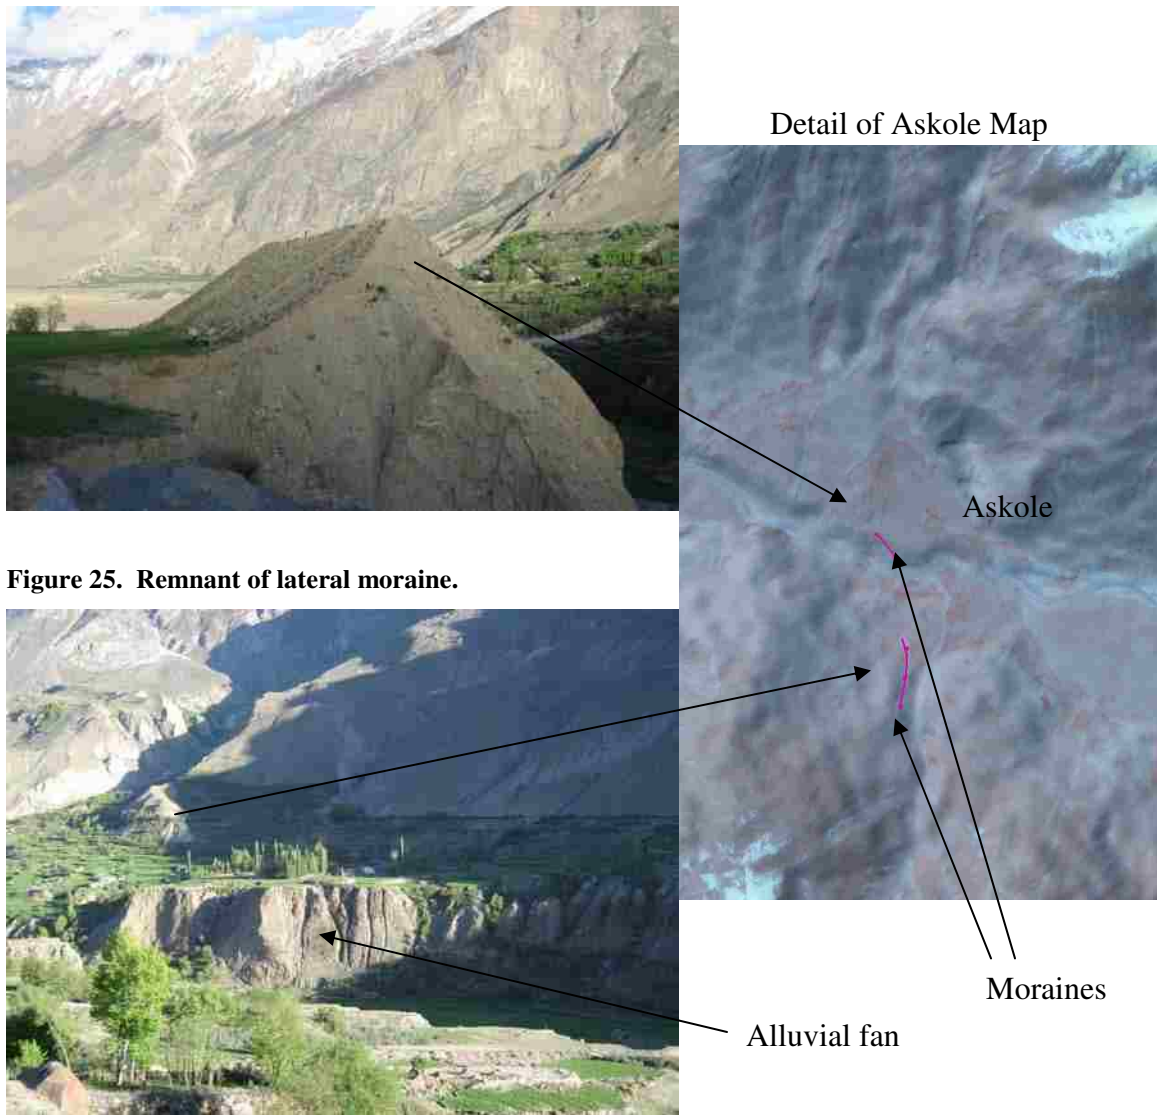 Detail of Askole Map
Askole
Figure 25.  Remnant of lateral moraine.
Moraines
Alluvial fan